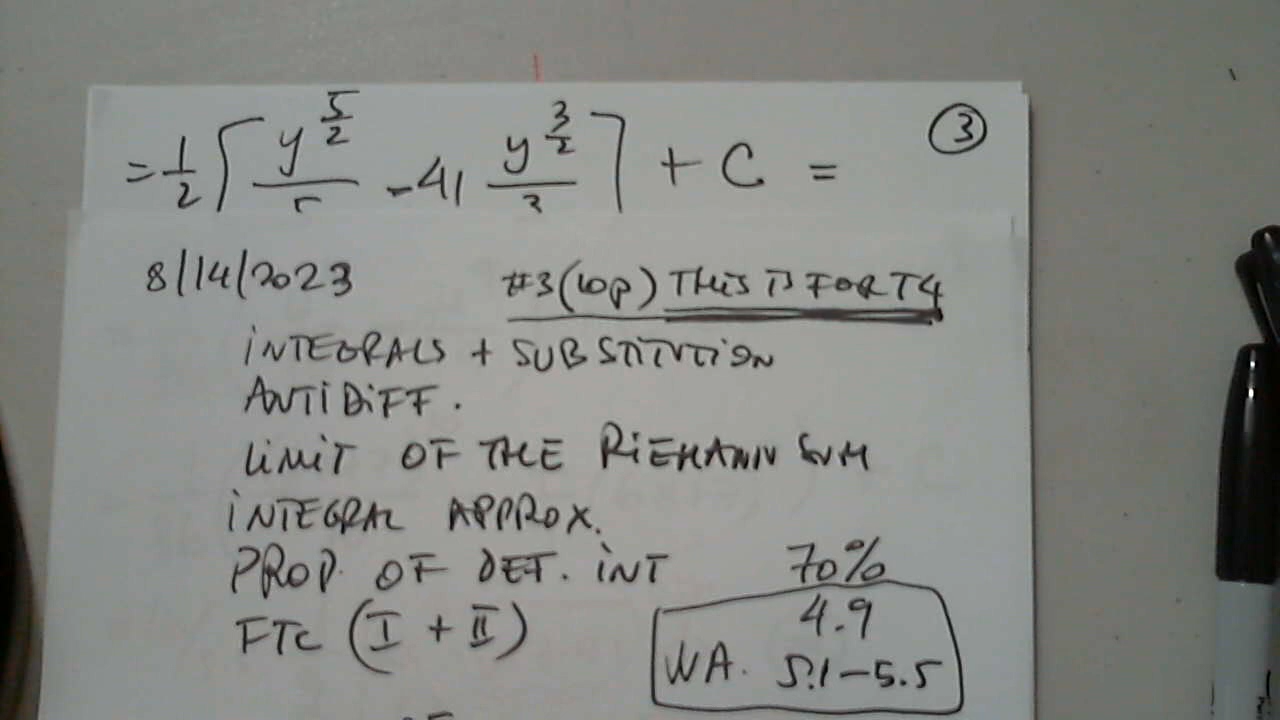 ③
= 1/2 [ y^(5/2) / 5 - 41 y^(3/2) / 3 ] + C =
8/14/2023 #3 (top) THIS IS FOR T4
INTEGRALS + SUBSTITUTION
ANTIDIFF.
LIMIT OF THE RIEMANN SUM
INTEGRAL APPROX.
PROP. OF DEF. INT 70%
FTC (I + II) 4.9
WA. 5.1-5.5